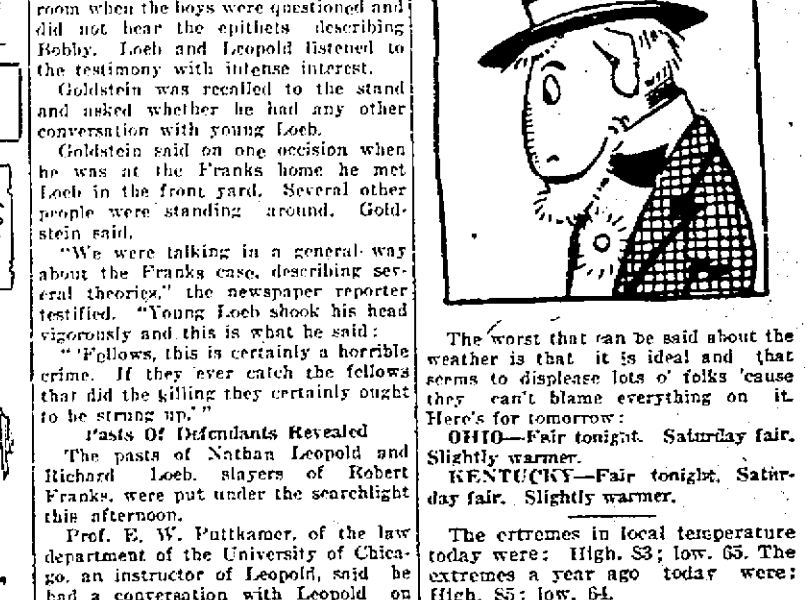 room when the boys were questioned and
did not hear the epithets describing
Bobby. Loeb and Leopold listened to
the testimony with intense interest.
Goldstein was recalled to the stand
and asked whether he had any other
conversation with young Loeb.
Goldstein said on one occision when
he was at the Franks home he met
Loeb in the front yard. Several other
people were standing around, Gold-
stein said.
"We were talking in a general way
about the Franks case, describing sev-
eral theories," the newspaper reporter
testified. "Young Loeb shook his head
vigorously and this is what he said:
" 'Fellows, this is certainly a horrible
crime. If they ever catch the fellows
that did the killing they certainly ought
to be strung up.' "
Pasts Of Defendants Revealed
The pasts of Nathan Leopold and
Richard Loeb, slayers of Robert
Franks, were put under the searchlight
this afternoon.
Prof. E. W. Puttkamer, of the law
department of the University of Chica-
go, an instructor of Leopold, said he
had a conversation with Leopold on
The worst that can be said about the
weather is that it is ideal and that
seems to displease lots o' folks 'cause
they can't blame everything on it.
Here's for tomorrow:
OHIO—Fair tonight. Saturday fair.
Slightly warmer.
KENTUCKY—Fair tonight. Satur-
day fair. Slightly warmer.
The extremes in local temperature
today were: High, 83; low, 65. The
extremes a year ago today were:
High, 85; low, 64.